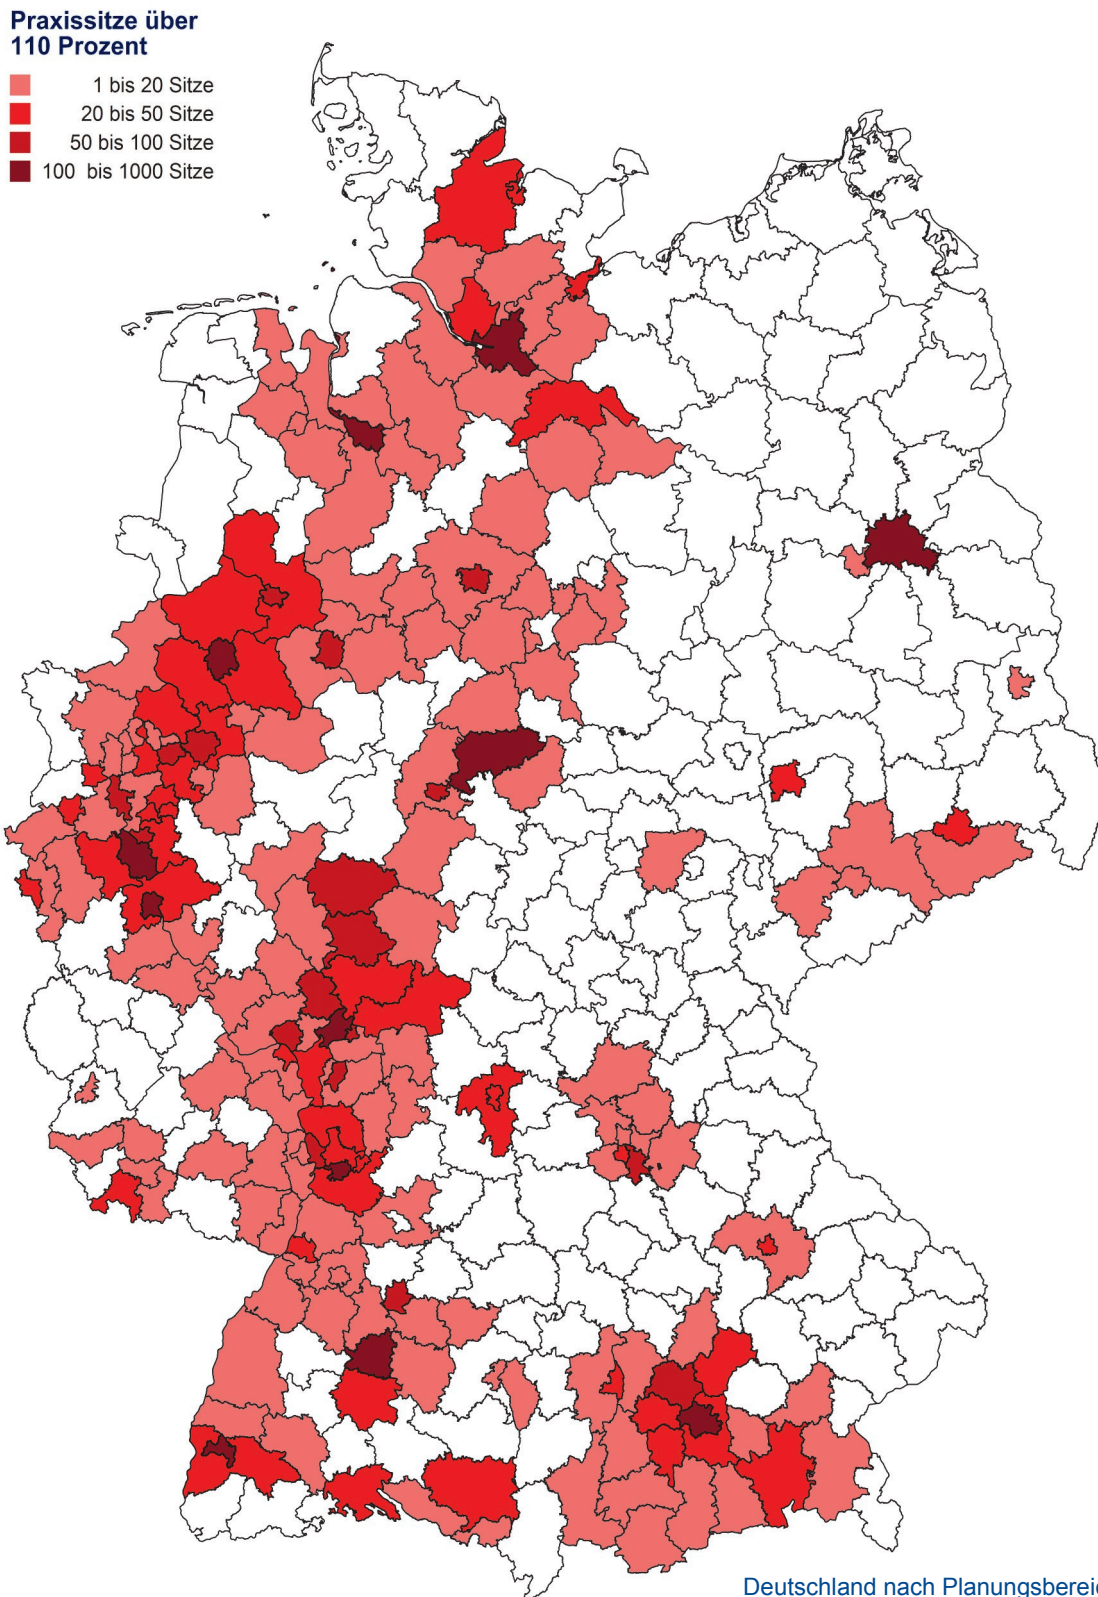 Praxissitze über
110 Prozent
1 bis 20 Sitze
20 bis 50 Sitze
50 bis 100 Sitze
100 bis 1000 Sitze
Deutschland nach Planungsbereic